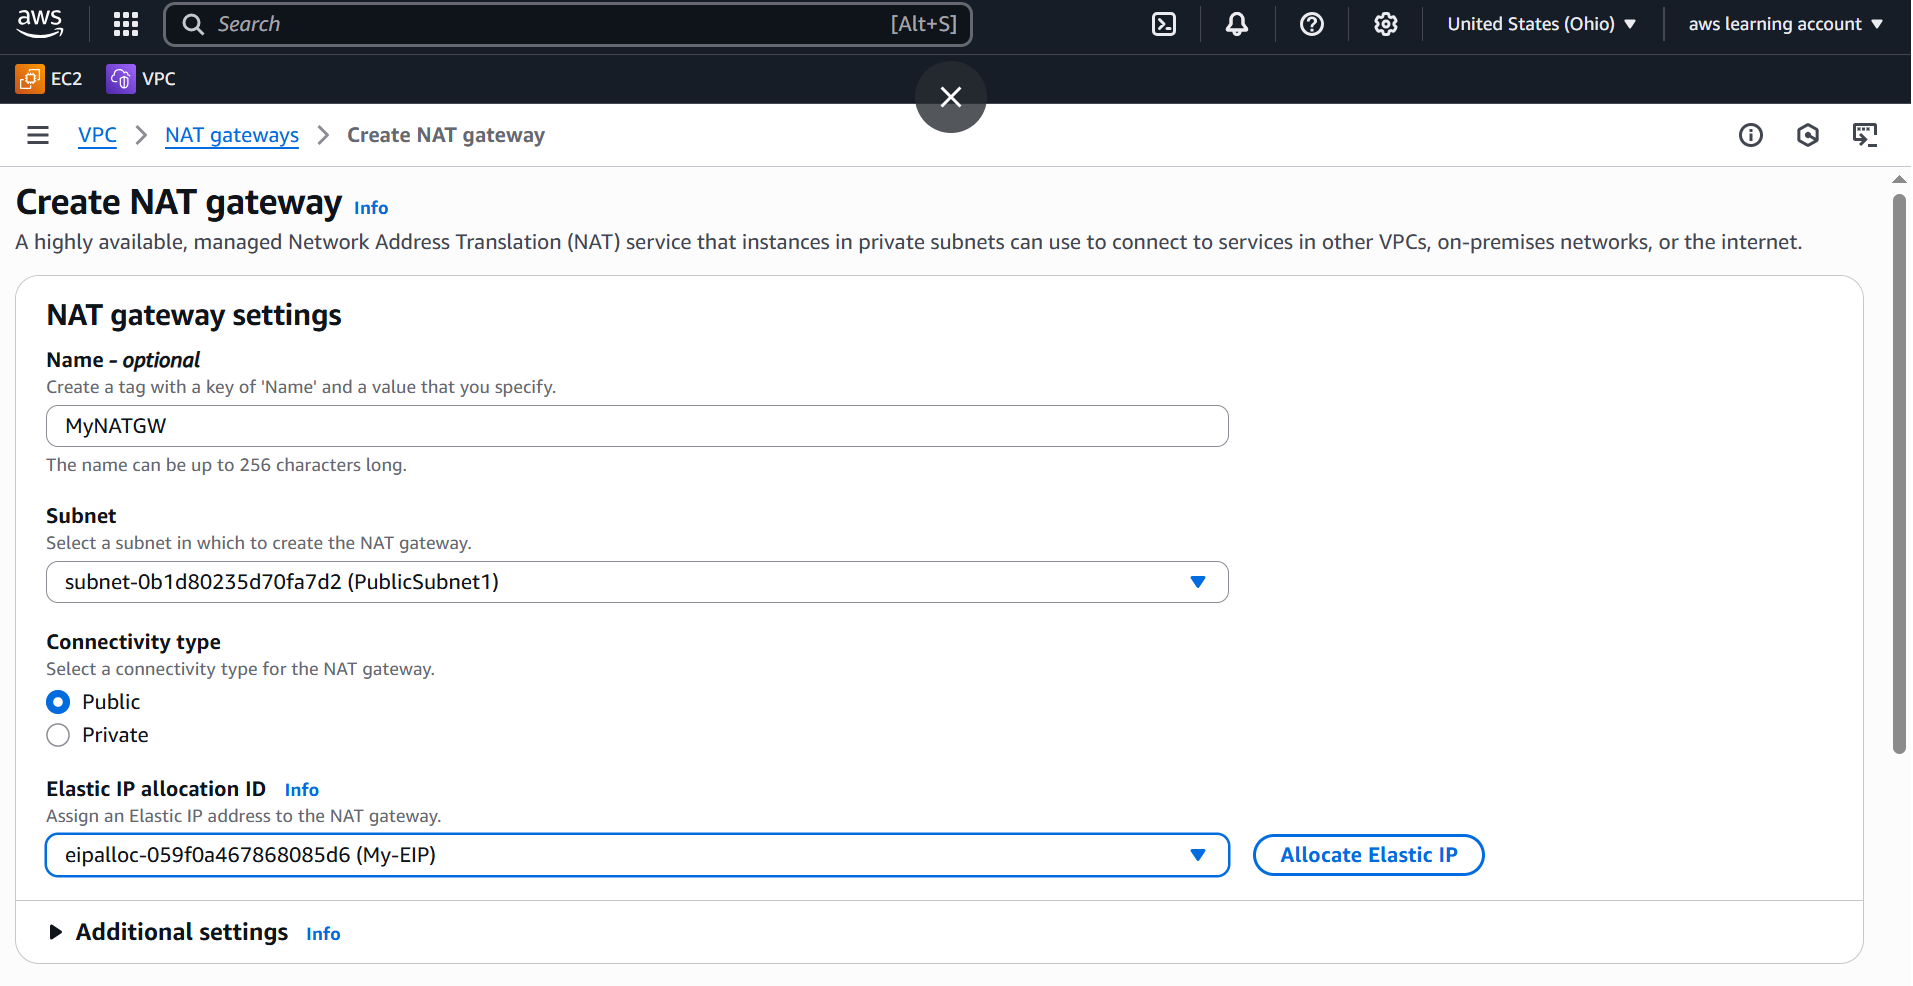 aws
Search [Alt+S]
United States (Ohio)
aws learning account
EC2
VPC
VPC
NAT gateways
Create NAT gateway
Create NAT gateway Info
A highly available, managed Network Address Translation (NAT) service that instances in private subnets can use to connect to services in other VPCs, on-premises networks, or the internet.
NAT gateway settings
Name - optional
Create a tag with a key of 'Name' and a value that you specify.
MyNATGW
The name can be up to 256 characters long.
Subnet
Select a subnet in which to create the NAT gateway.
subnet-0b1d80235d70fa7d2 (PublicSubnet1)
Connectivity type
Select a connectivity type for the NAT gateway.
Public
Private
Elastic IP allocation ID Info
Assign an Elastic IP address to the NAT gateway.
eipalloc-059f0a467868085d6 (My-EIP)
Allocate Elastic IP
Additional settings Info